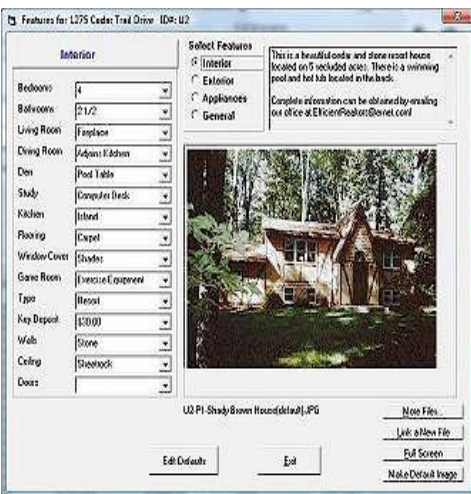 Features for 1275 Cedar Trail Drive ID#: U2
Interior
Bedrooms 4
Bathrooms 2 1/2
Living Room Fireplace
Dining Room Adjoins Kitchen
Den Pool Table
Study Computer Desk
Kitchen Island
Flooring Carpet
Window Cover Shades
Game Room Exercise Equipment
Type Resort
Key Deposit $30.00
Walls Stone
Ceiling Sheetrock
Doors
Select Features
Interior
Exterior
Appliances
General
This is a beautiful cedar and stone resort house
located on 5 secluded acres. There is a swimming
pool and hot tub located in the back.
Complete information can be obtained by emailing
our office at
U2-P1-Shady Brown House(default).JPG
More Files..
Link a New File
Full Screen
Make Default Image
Edit Defaults
Exit